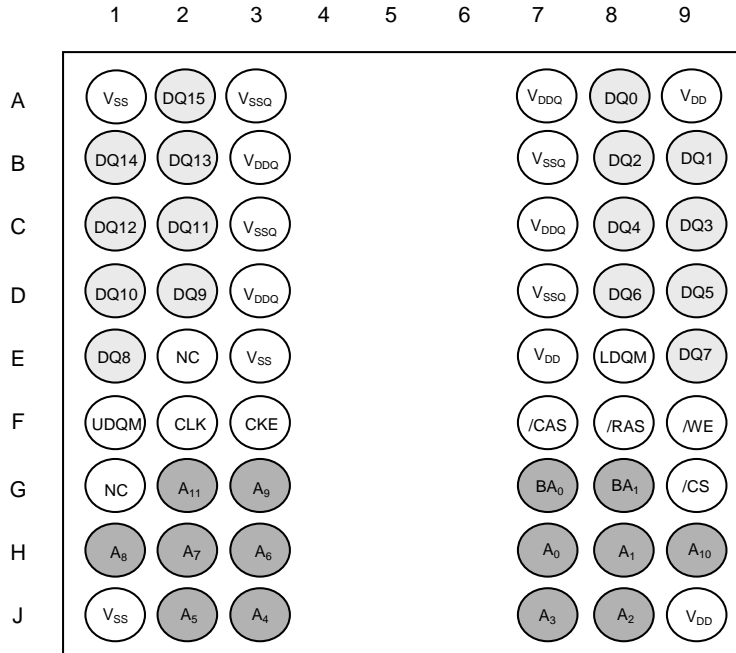 1 2 3 4 5 6 7 8 9
A VSS DQ15 VSSQ VDDQ DQ0 VDD
B DQ14 DQ13 VDDQ VSSQ DQ2 DQ1
C DQ12 DQ11 VSSQ VDDQ DQ4 DQ3
D DQ10 DQ9 VDDQ VSSQ DQ6 DQ5
E DQ8 NC VSS VDD LDQM DQ7
F UDQM CLK CKE /CAS /RAS /WE
G NC A11 A9 BA0 BA1 /CS
H A8 A7 A6 A0 A1 A10
J VSS A5 A4 A3 A2 VDD